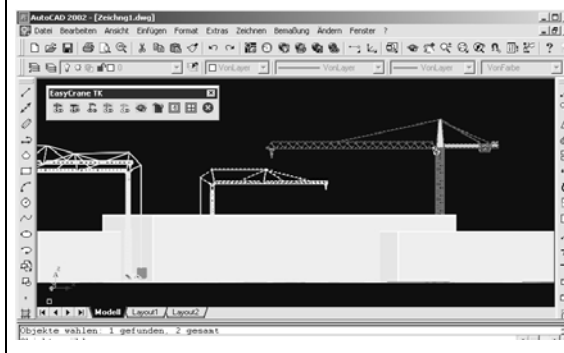 AutoCAD 2002 - [Zeichng1.dwg]
Datei Bearbeiten Ansicht Einfügen Format Extras Zeichnen Bemaßung Ändern Fenster ?
VonLayer VonLayer VonLayer VonFarbe
EasyCrane TK
Modell Layout1 Layout2
Objekte wählen: 1 gefunden, 2 gesamt